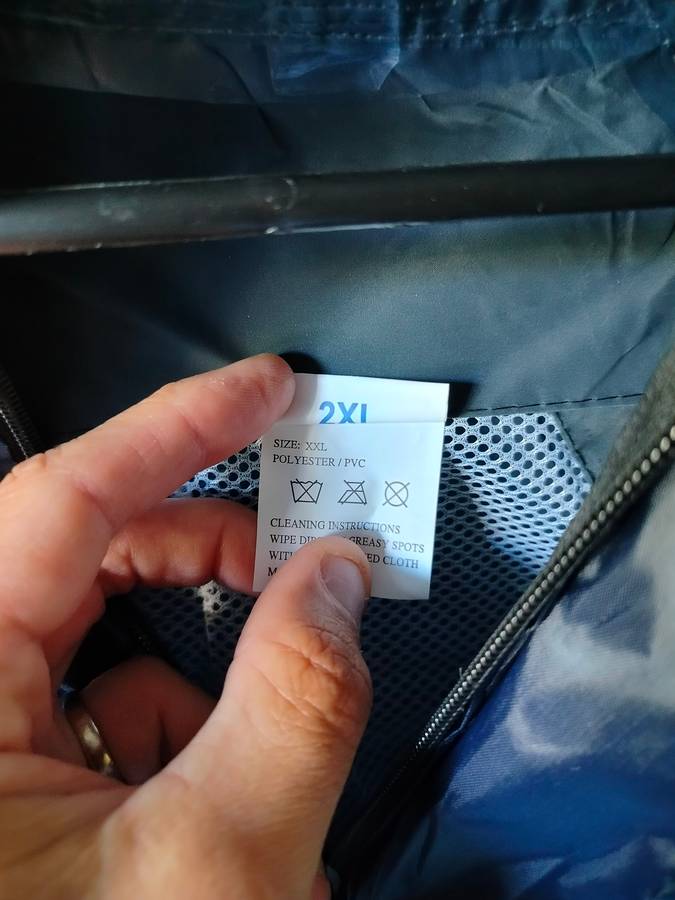 2XL
SIZE: XXL
POLYESTER / PVC
CLEANING INSTRUCTIONS
WIPE GREASY SPOTS
CLOTH